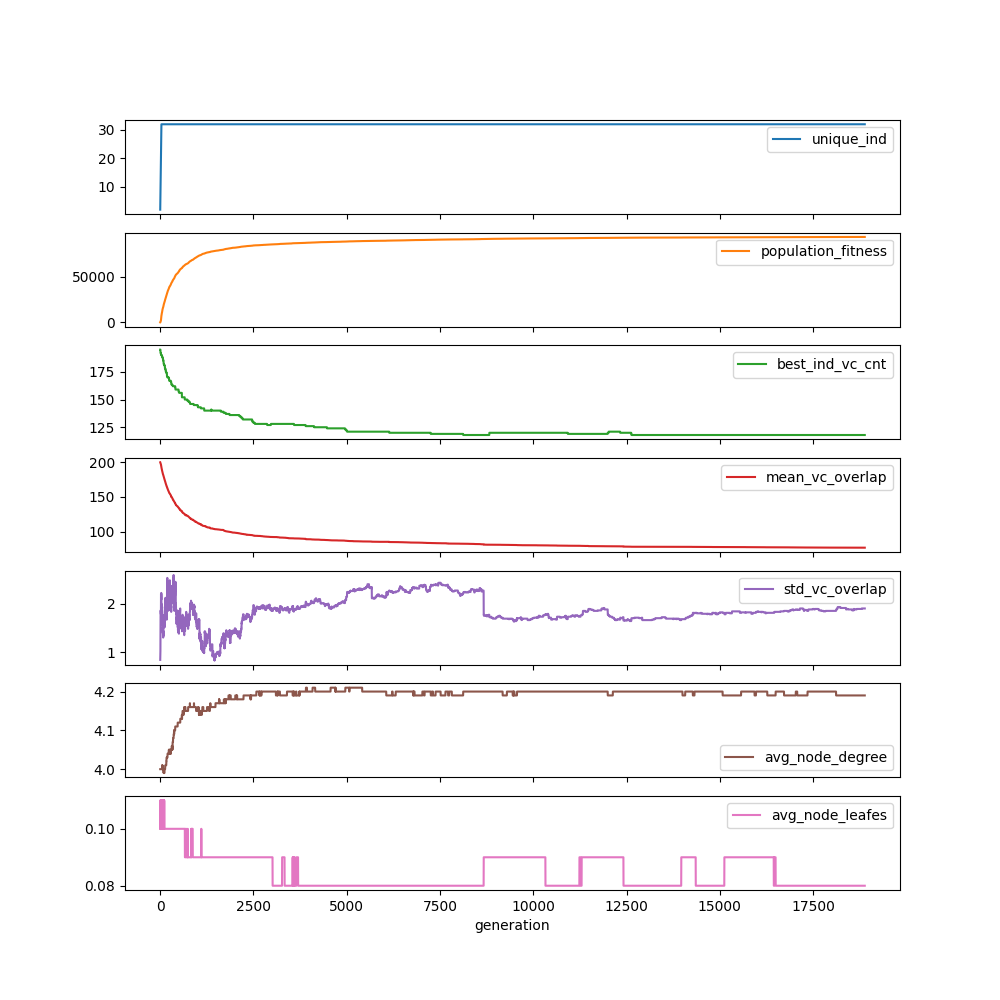 30
20
10
unique_ind
50000
0
population_fitness
175
150
125
best_ind_vc_cnt
200
150
100
mean_vc_overlap
2
1
std_vc_overlap
4.2
4.1
4.0
avg_node_degree
0.10
0.08
avg_node_leafes
0 2500 5000 7500 10000 12500 15000 17500
generation